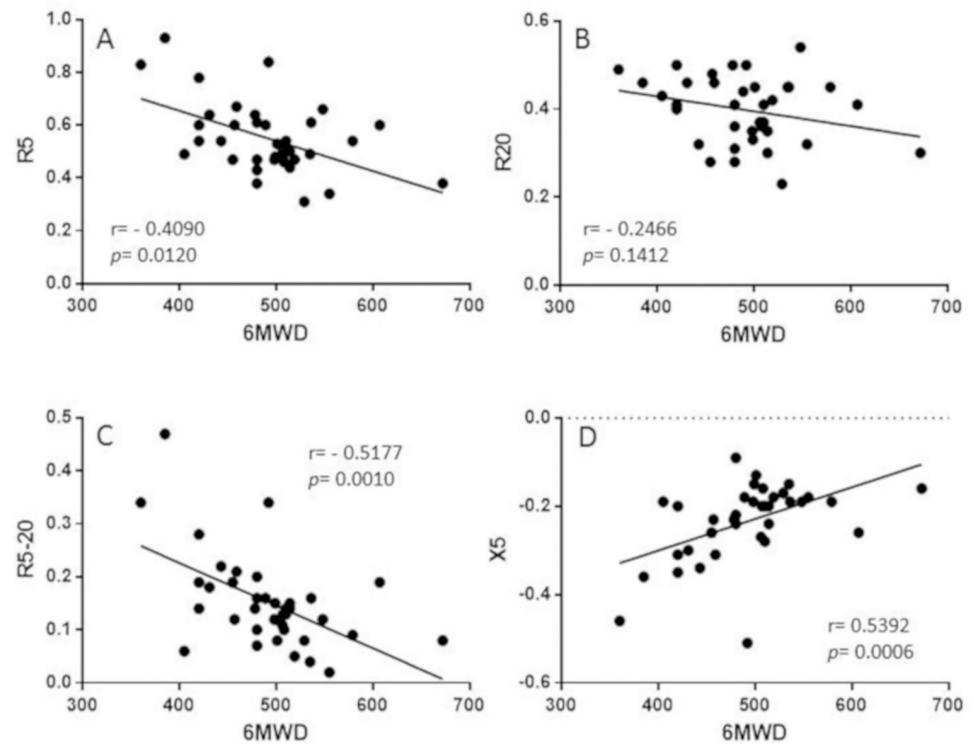 A
R5
1.0
0.8
0.6
0.4
0.2
0.0
r= - 0.4090
p= 0.0120
300 400 500 600 700
6MWD
B
R20
0.6
0.4
0.2
0.0
r= - 0.2466
p= 0.1412
300 400 500 600 700
6MWD
C
R5-20
0.5
0.4
0.3
0.2
0.1
0.0
r= - 0.5177
p= 0.0010
300 400 500 600 700
6MWD
D
X5
0.0
-0.2
-0.4
-0.6
r= 0.5392
p= 0.0006
300 400 500 600 700
6MWD